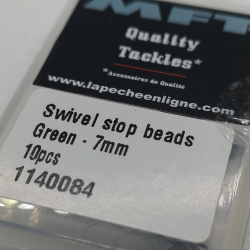 MFT
Quality
Tackles*
*Accessoires de Qualité
www.lapecheenligne.com
Swivel stop beads
Green - 7mm
10pcs
1140084